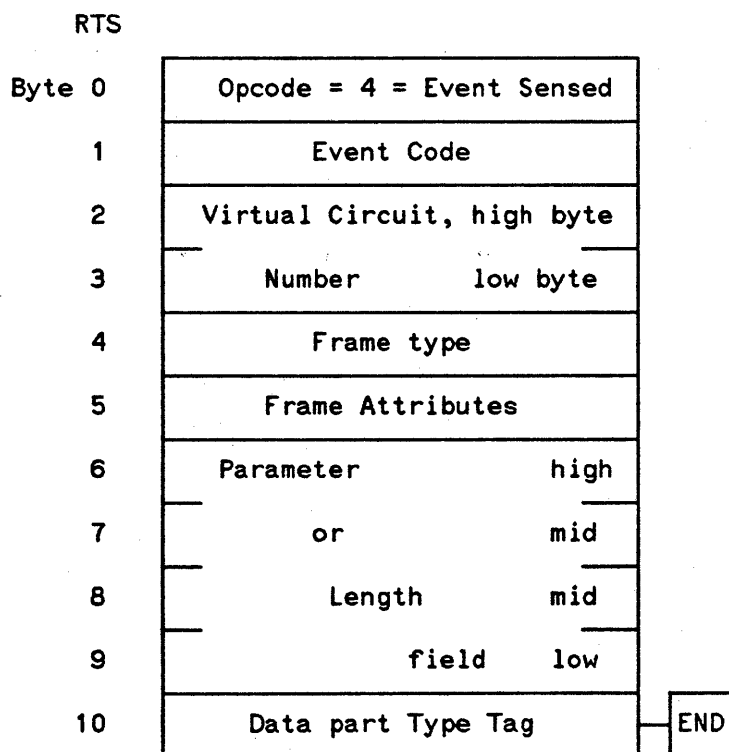 RTS
Byte 0 Opcode = 4 = Event Sensed
1 Event Code
2 Virtual Circuit, high byte
3 Number low byte
4 Frame type
5 Frame Attributes
6 Parameter high
7 or mid
8 Length mid
9 field low
10 Data part Type Tag END